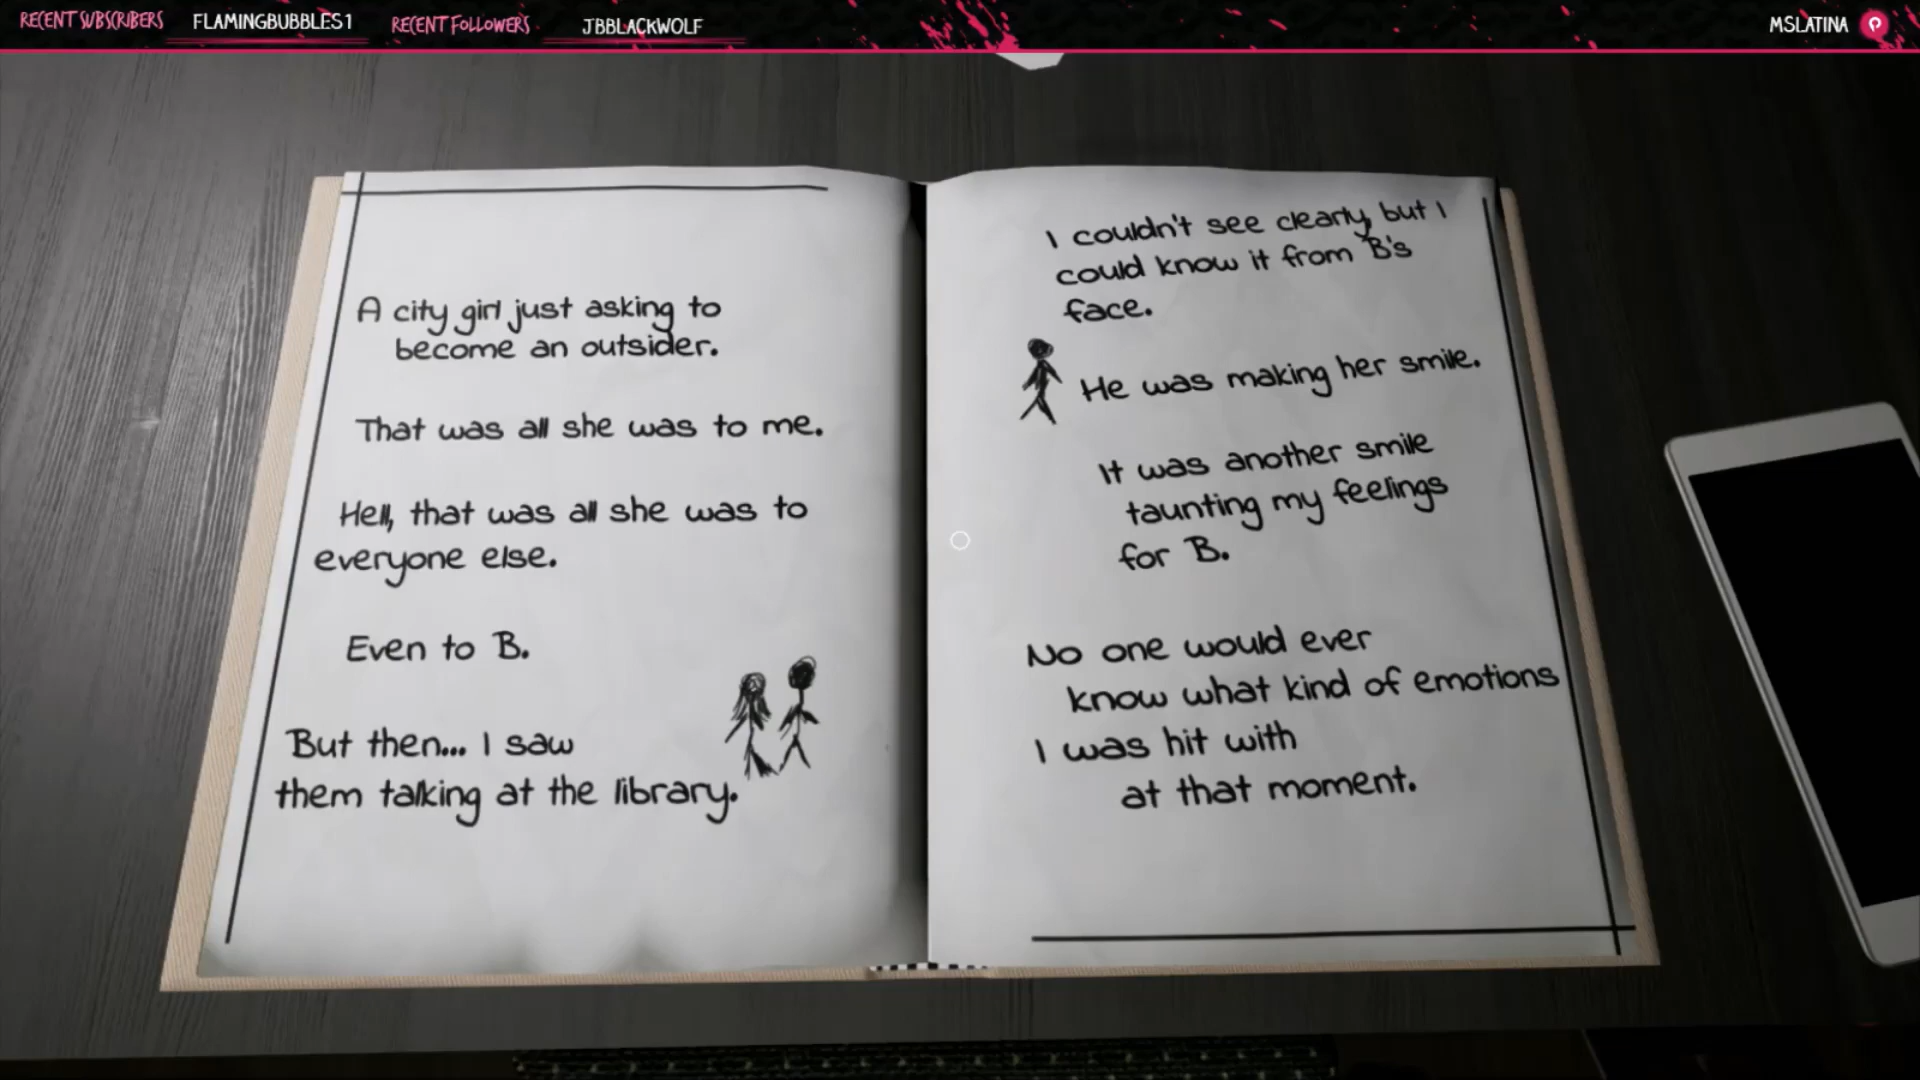 RECENT SUBSCRIBERS
FLAMINGBUBBLES1
RECENT FOLLOWERS
JBBLACKWOLF
MSLATINA
A city girl just asking to
become an outsider.
That was all she was to me.
Hell, that was all she was to
everyone else.
Even to B.
But then... I saw
them talking at the library.
I couldn't see clearly, but I
could know it from B's
face.
He was making her smile.
It was another smile
taunting my feelings
for B.
No one would ever
know what kind of emotions
I was hit with
at that moment.